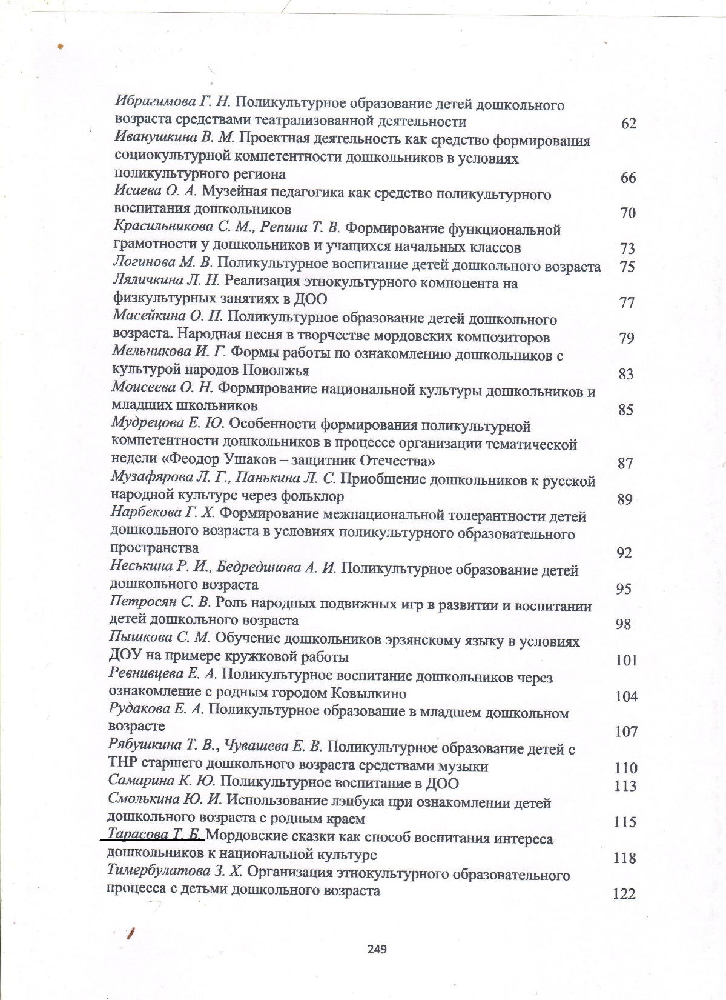 Ибрагимова Г. Н. Поликультурное образование детей дошкольного
возраста средствами театрализованной деятельности 62
Иванушкина В. М. Проектная деятельность как средство формирования
социокультурной компетентности дошкольников в условиях
поликультурного региона 66
Исаева О. А. Музейная педагогика как средство поликультурного
воспитания дошкольников 70
Красильникова С. М., Репина Т. В. Формирование функциональной
грамотности у дошкольников и учащихся начальных классов 73
Логинова М. В. Поликультурное воспитание детей дошкольного возраста 75
Ляличкина Л. Н. Реализация этнокультурного компонента на
физкультурных занятиях в ДОО 77
Масейкина О. П. Поликультурное образование детей дошкольного
возраста. Народная песня в творчестве мордовских композиторов 79
Мельникова И. Г. Формы работы по ознакомлению дошкольников с
культурой народов Поволжья 83
Моисеева О. Н. Формирование национальной культуры дошкольников и
младших школьников 85
Мудрецова Е. Ю. Особенности формирования поликультурной
компетентности дошкольников в процессе организации тематической
недели «Феодор Ушаков – защитник Отечества» 87
Музафярова Л. Г., Панькина Л. С. Приобщение дошкольников к русской
народной культуре через фольклор 89
Нарбекова Г. Х. Формирование межнациональной толерантности детей
дошкольного возраста в условиях поликультурного образовательного
пространства 92
Неськина Р. И., Бедрединова А. И. Поликультурное образование детей
дошкольного возраста 95
Петросян С. В. Роль народных подвижных игр в развитии и воспитании
детей дошкольного возраста 98
Пышкова С. М. Обучение дошкольников эрзянскому языку в условиях
ДОУ на примере кружковой работы 101
Ревнивцева Е. А. Поликультурное воспитание дошкольников через
ознакомление с родным городом Ковылкино 104
Рудакова Е. А. Поликультурное образование в младшем дошкольном
возрасте 107
Рябушкина Т. В., Чувашева Е. В. Поликультурное образование детей с
ТНР старшего дошкольного возраста средствами музыки 110
Самарина К. Ю. Поликультурное воспитание в ДОО 113
Смолькина Ю. И. Использование лэпбука при ознакомлении детей
дошкольного возраста с родным краем 115
Тарасова Т. Б. Мордовские сказки как способ воспитания интереса
дошкольников к национальной культуре 118
Тимербулатова З. Х. Организация этнокультурного образовательного
процесса с детьми дошкольного возраста 122
249